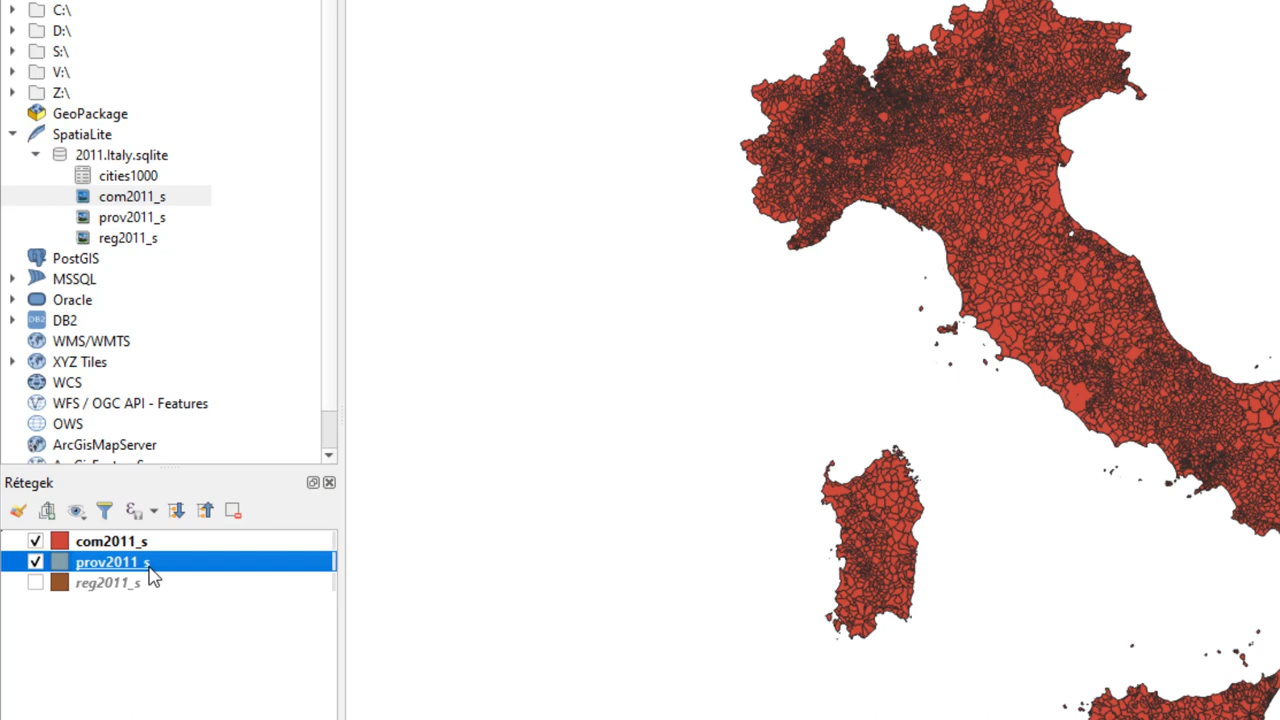 C:\
D:\
S:\
V:\
Z:\
GeoPackage
SpatiaLite
2011.Italy.sqlite
cities1000
com2011_s
prov2011_s
reg2011_s
PostGIS
MSSQL
Oracle
DB2 DB2
WMS/WMTS
XYZ Tiles
WCS
WFS / OGC API - Features
OWS
ArcGisMapServer
Rétegek
com2011_s
prov2011_s
reg2011_s